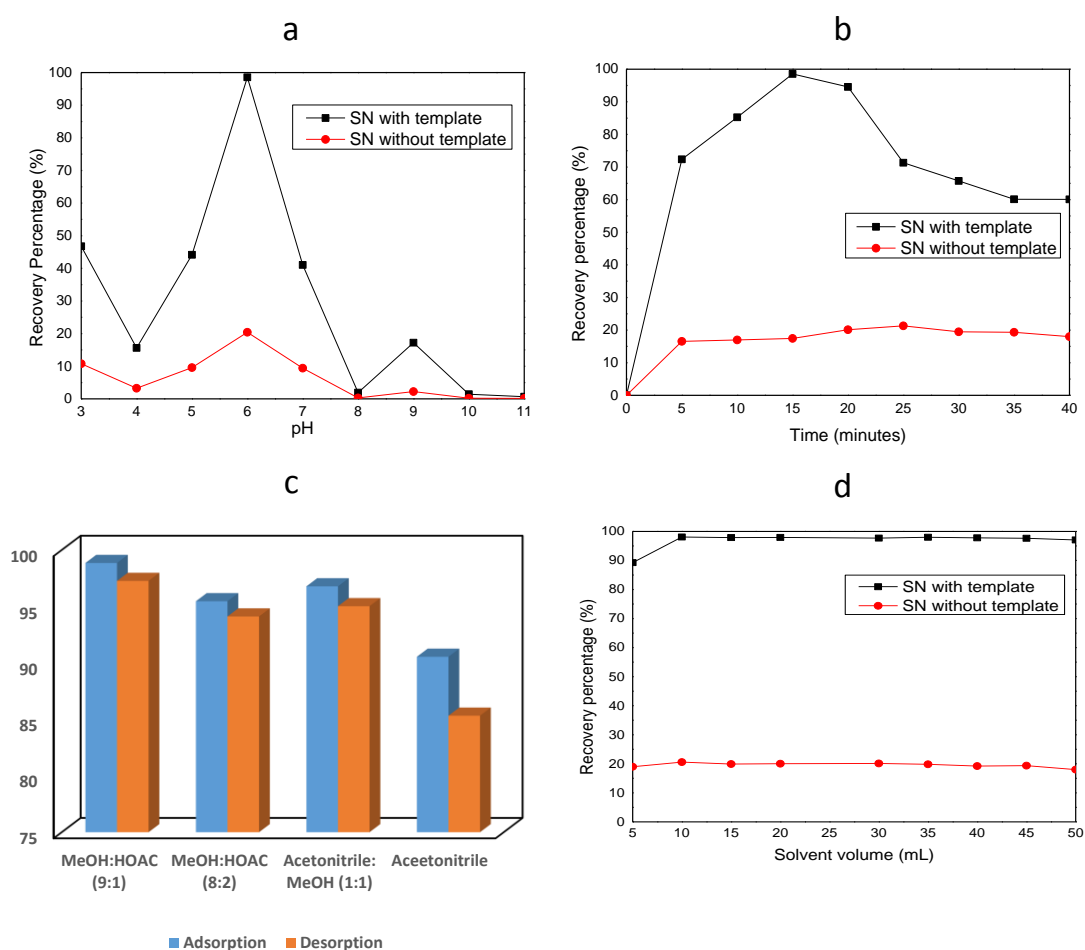 a
100
90
80
70
60
50
40
30
20
10
0
Recovery Percentage (%)
SN with template
SN without template
3 4 5 6 7 8 9 10 11
pH
b
100
90
80
70
60
50
40
30
20
10
0
Recovery percentage (%)
SN with template
SN without template
0 5 10 15 20 25 30 35 40
Time (minutes)
c
100
95
90
85
80
75
MeOH:HOAC (9:1)
MeOH:HOAC (8:2)
Acetonitrile: MeOH (1:1)
Aceetonitrile
Adsorption Desorption
d
100
90
80
70
60
50
40
30
20
10
0
Recovery percentage (%)
SN with template
SN without template
5 10 15 20 25 30 35 40 45 50
Solvent volume (mL)